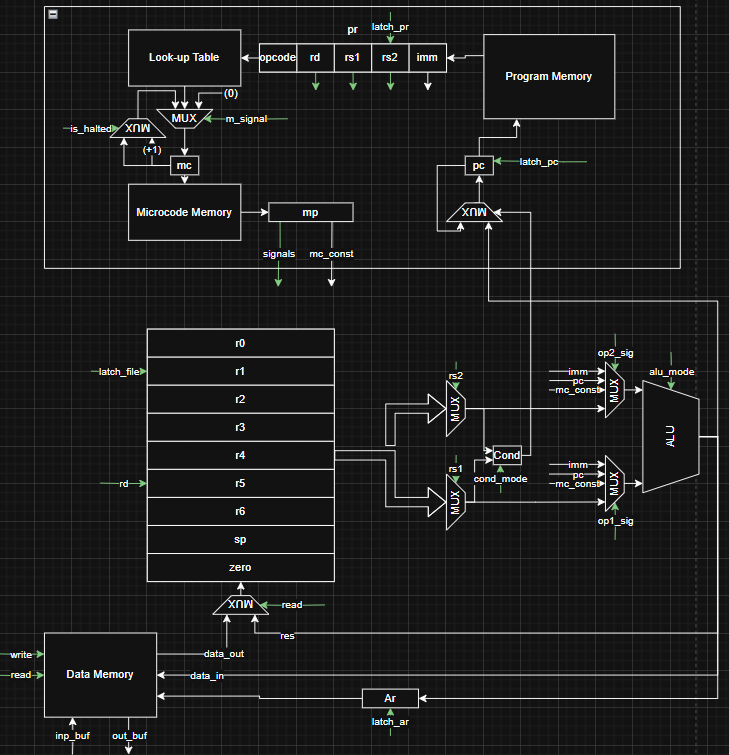 pr
latch_pr
Look-up Table
opcode
rd
rs1
rs2
imm
Program Memory
(0)
MUX
m_signal
is_halted
MUX
(+1)
mc
pc
latch_pc
Microcode Memory
mp
MUX
signals
mc_const
r0
latch_file
r1
r2
r3
r4
rd
r5
r6
sp
zero
rs2
MUX
Cond
cond_mode
rs1
MUX
op2_sig
imm
pc
mc_const
MUX
alu_mode
ALU
imm
pc
mc_const
MUX
op1_sig
MUX
read
res
write
read
Data Memory
data_out
data_in
Ar
latch_ar
inp_buf
out_buf